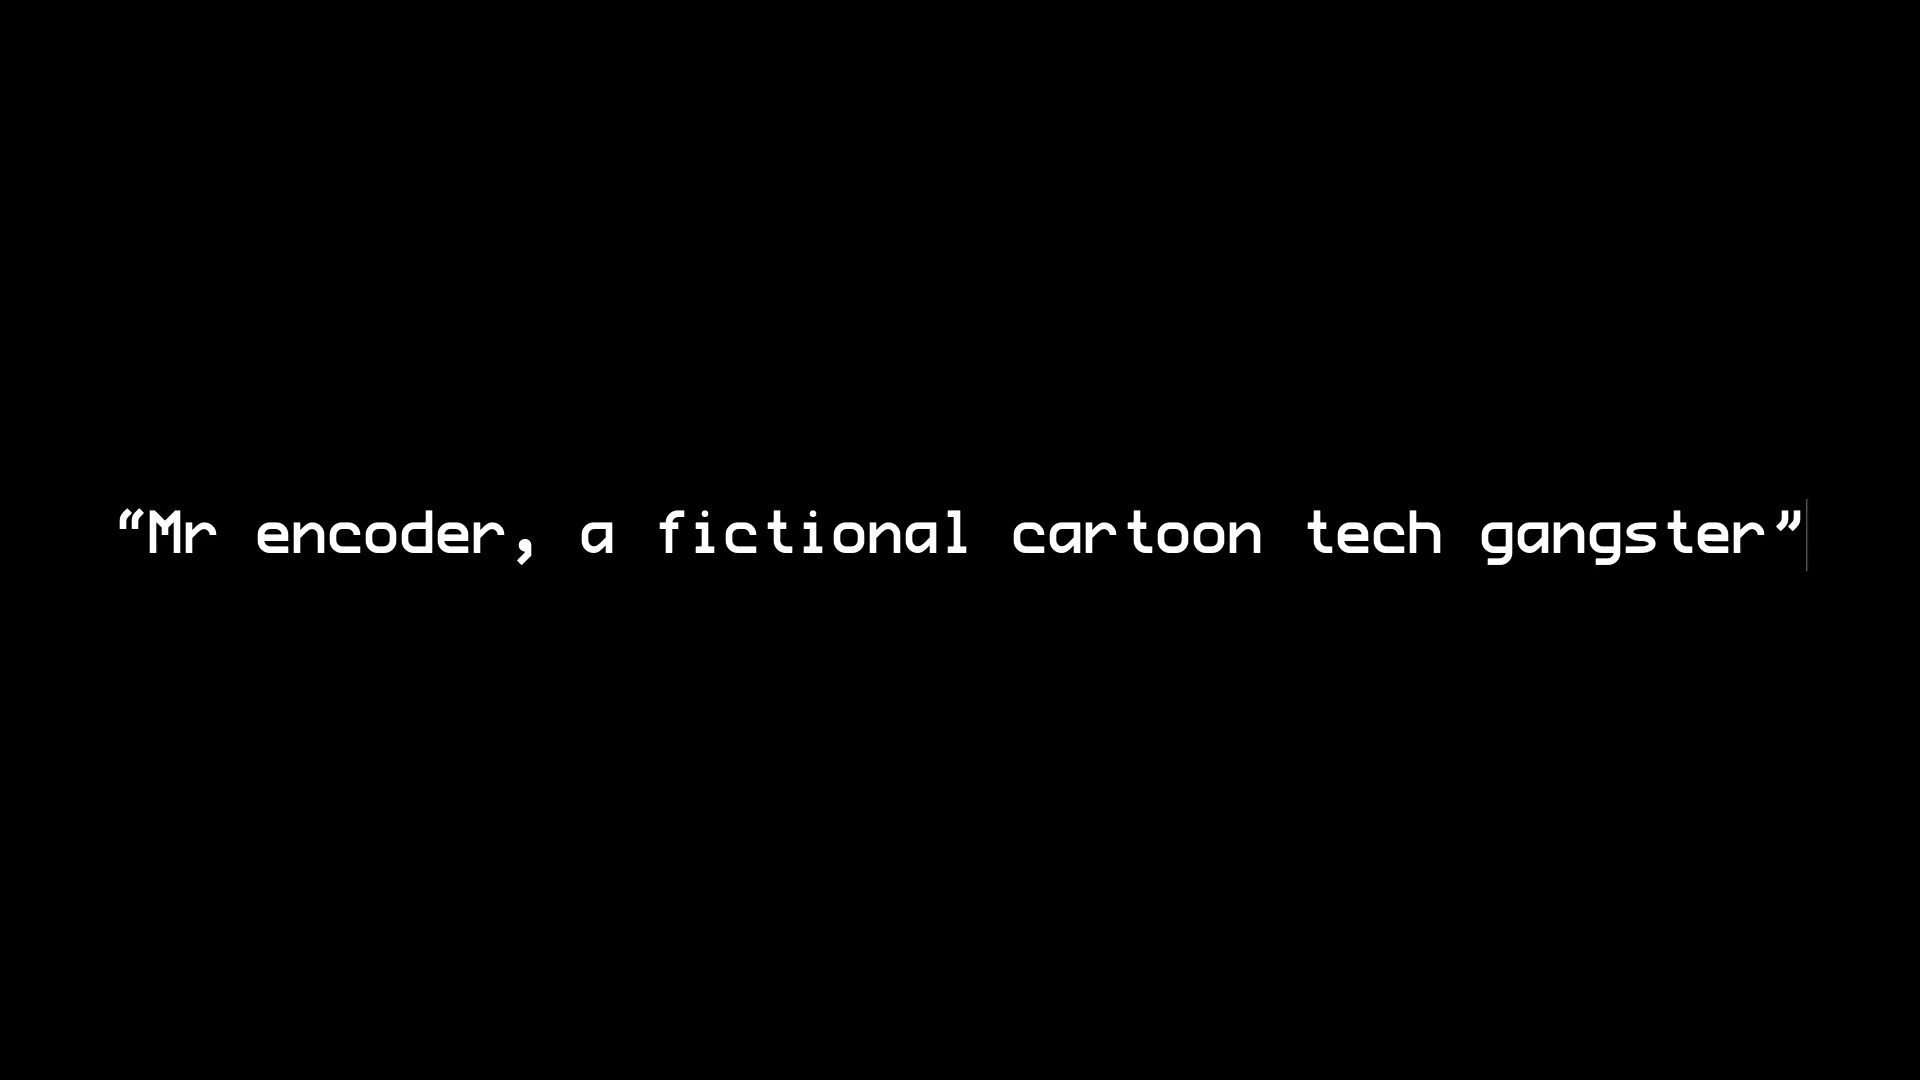 “Mr encoder, a fictional cartoon tech gangster”